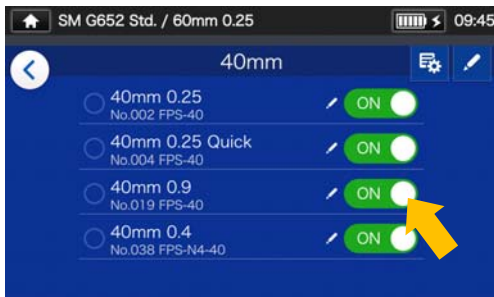 SM G652 Std. / 60mm 0.25 09:45
40mm
40mm 0.25
No.002 FPS-40
ON
40mm 0.25 Quick
No.004 FPS-40
ON
40mm 0.9
No.019 FPS-40
ON
40mm 0.4
No.038 FPS-N4-40
ON